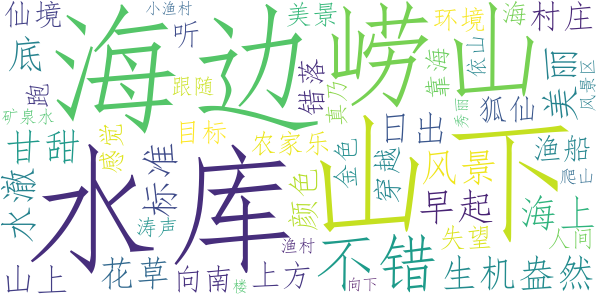 仙境
小渔村
听
美景
环境
海
村庄
底
海边
崂山
跑
跟随
错落
真乃
靠海
依山
秀丽
美丽
风景区
矿泉水
甘甜
感觉
目标
农家乐
金色
曰出
狐仙
渔船
水澈
水库
标准
颜色
山下
穿越
风景
早起
爬山
涛声
渔村
不错
失望
海上
人间
山上
花草
向南
楼
上方
向下
生机盎然